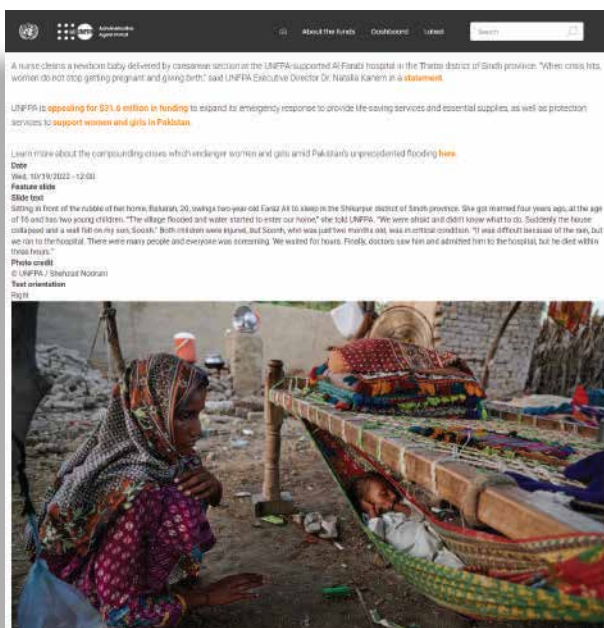 unfpa Administrative
Agent Portal
About the funds Dashboard Latest Search
A nurse cleans a newborn baby delivered by caesarean section at the UNFPA-supported Al-Farabi hospital in the Thatta district of Sindh province. "When crisis hits,
women do not stop getting pregnant and giving birth," said UNFPA Executive Director Dr. Natalia Kanem in a statement.
UNFPA is appealing for $31.6 million in funding to expand its emergency response to provide life-saving services and essential supplies, as well as protection
services to support women and girls in Pakistan.
Learn more about the compounding crises which endanger women and girls amid Pakistan's unprecedented flooding here.
Date
Wed, 10/19/2022 - 12:00
Feature slide
Slide text
Sitting in front of the rubble of her home, 20, swings two-year-old Faraz Ali to sleep in the Shikarpur district of Sindh province. She got married four years ago, at the age
of 16 and has two young children. "The village flooded and water started to enter our home," she told UNFPA. "We were afraid and didn't know what to do. Suddenly the house
collapsed and a wall fell on my son, Both children were injured, but who was just two months old, was in critical condition. "It was difficult because of the rain, but
we ran to the hospital. There were many people and everyone was screaming. We waited for hours. Finally, doctors saw him and admitted him to the hospital, but he died within
three hours."
Photo credit
© UNFPA / Shehzad Noorani
Text orientation
Right